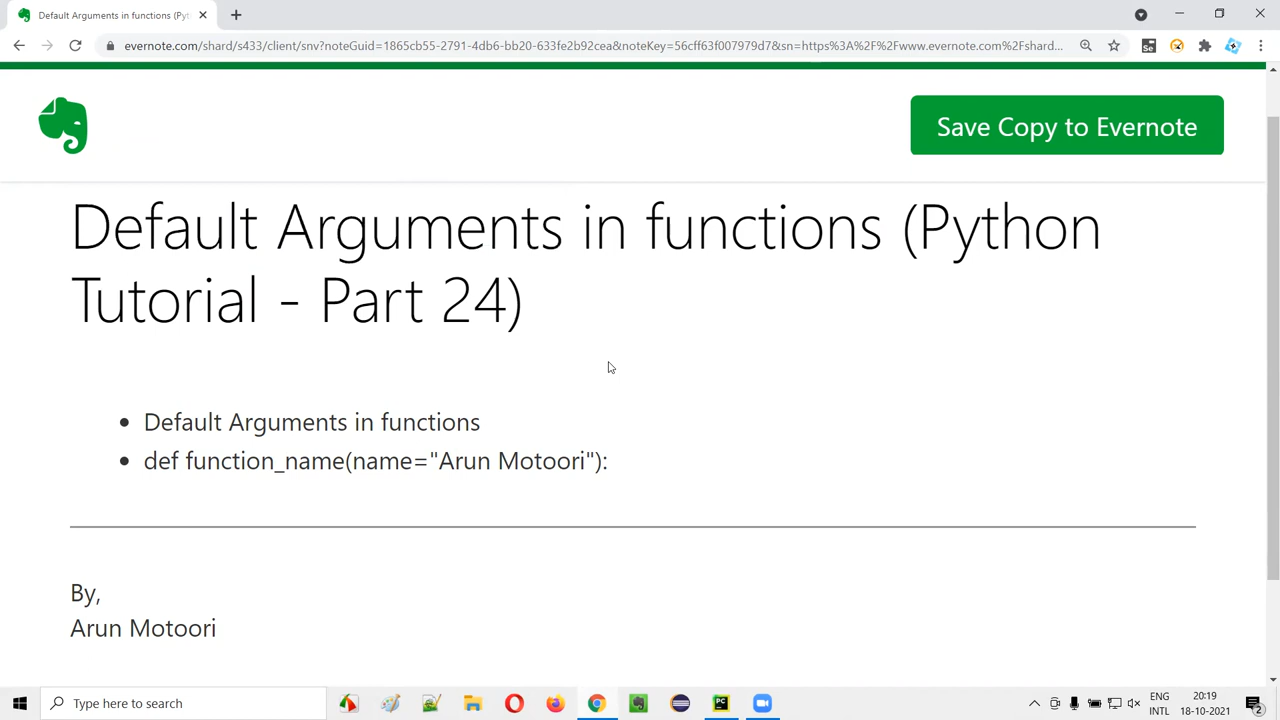 Default Arguments in functions (Pyt
evernote.com/shard/s433/client/snv?noteGuid=1865cb55-2791-4db6-bb20-633fe2b92cea&noteKey=56cff63f007979d7&sn=https%3A%2F%2Fwww.evernote.com%2Fshard...
Se
Save Copy to Evernote
Default Arguments in functions (Python
Tutorial - Part 24)
• Default Arguments in functions
• def function_name(name="Arun Motoori"):
By,
Arun Motoori
Type here to search
PC
ENG
INTL
20:19
18-10-2021
2